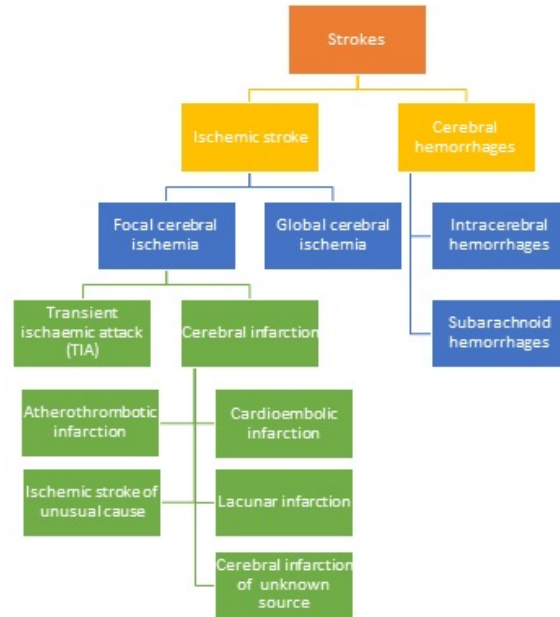 Strokes
Ischemic stroke
Cerebral
hemorrhages
Focal cerebral
ischemia
Global cerebral
ischemia
Intracerebral
hemorrhages
Transient
ischaemic attack
(TIA)
Cerebral infarction
Subarachnoid
hemorrhages
Atherothrombotic
infarction
Cardioembolic
infarction
Ischemic stroke of
unusual cause
Lacunar infarction
Cerebral infarction
of unknown
source